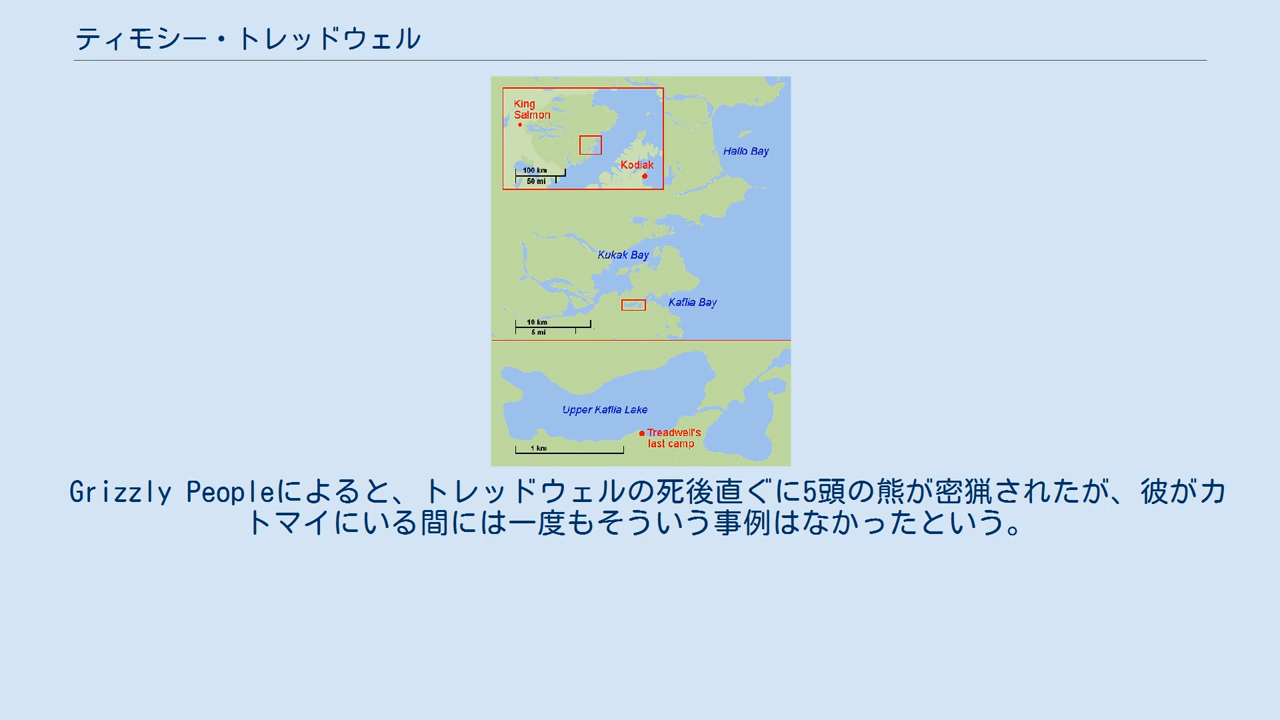 ティモシー・トレッドウェル
King
Salmon
Kodiak
100 km
50 mi
Hallo Bay
Kukak Bay
Kaflia Bay
10 km
5 mi
Upper Kaflia Lake
Treadwell's
last camp
1 km
Grizzly Peopleによると、トレッドウェルの死後直ぐに5頭の熊が密猟されたが、彼がカ
トマイにいる間には一度もそういう事例はなかったという。